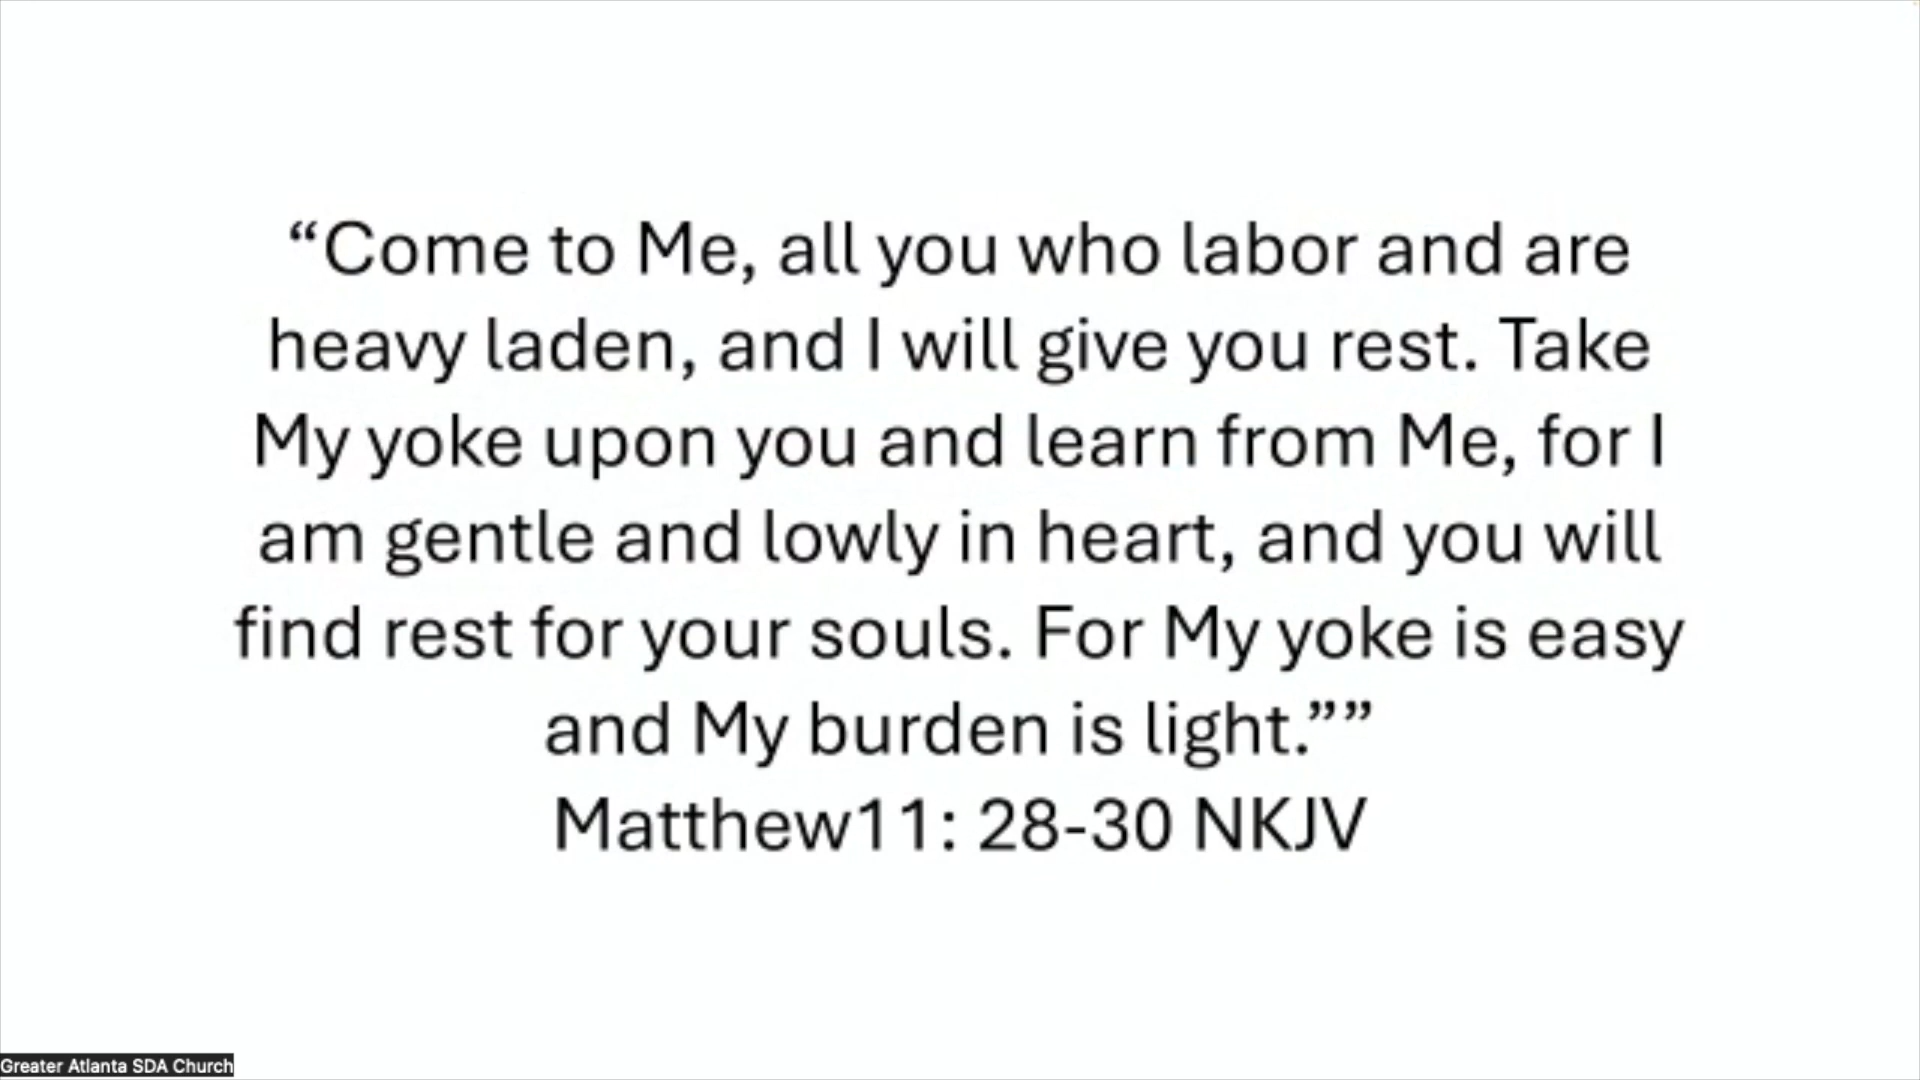 “Come to Me, all you who labor and are
heavy laden, and I will give you rest. Take
My yoke upon you and learn from Me, for I
am gentle and lowly in heart, and you will
find rest for your souls. For My yoke is easy
and My burden is light.””
Matthew11: 28-30 NKJV
Greater Atlanta SDA Church